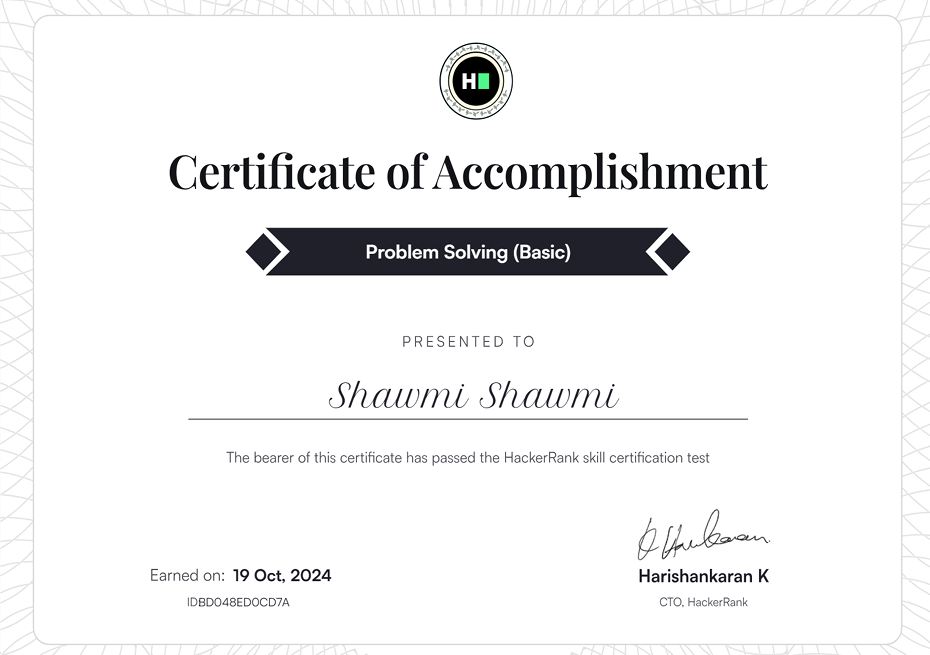 H
Certificate of Accomplishment
Problem Solving (Basic)
PRESENTED TO
Shawmi Shawmi
The bearer of this certificate has passed the HackerRank skill certification test
Earned on: 19 Oct, 2024
Harishankaran K
IDBD048ED0CD7A
CTO, HackerRank